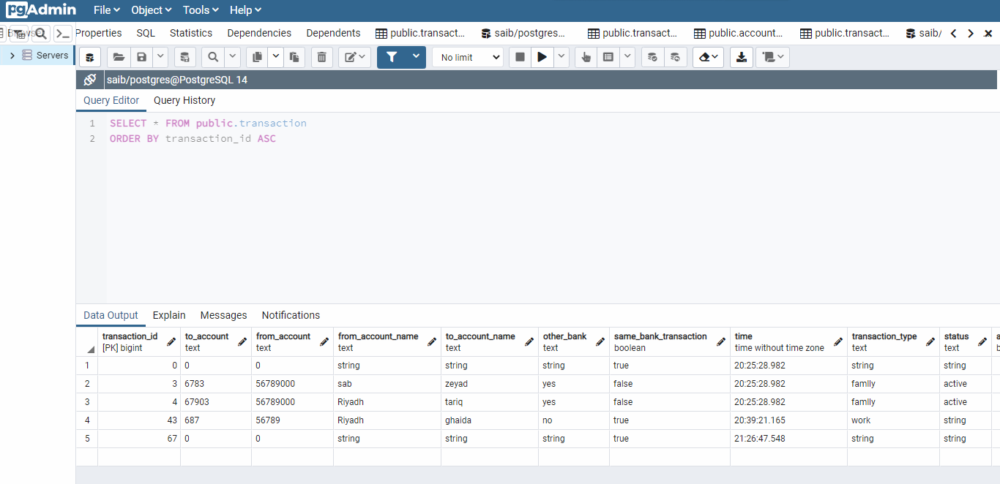 pgAdmin File Object Tools Help
Properties SQL Statistics Dependencies Dependents public.transact... saib/postgres... public.transact... public.account... public.transact... saib/
Servers
No limit
saib/postgres@PostgreSQL 14
Query Editor Query History
1 SELECT * FROM public.transaction
2 ORDER BY transaction_id ASC
Data Output Explain Messages Notifications
transaction_id to_account from_account from_account_name to_account_name other_bank same_bank_transaction time transaction_type status
[PK] bigint text text text text text boolean time without time zone text text
1 0 0 0 string string string true 20:25:28.982 string string
2 3 6783 56789000 sab zeyad yes false 20:25:28.982 famlly active
3 4 67903 56789000 Riyadh tariq yes false 20:25:28.982 famlly active
4 43 687 56789 Riyadh ghaida no true 20:39:21.165 work string
5 67 0 0 string string string true 21:26:47.548 string string